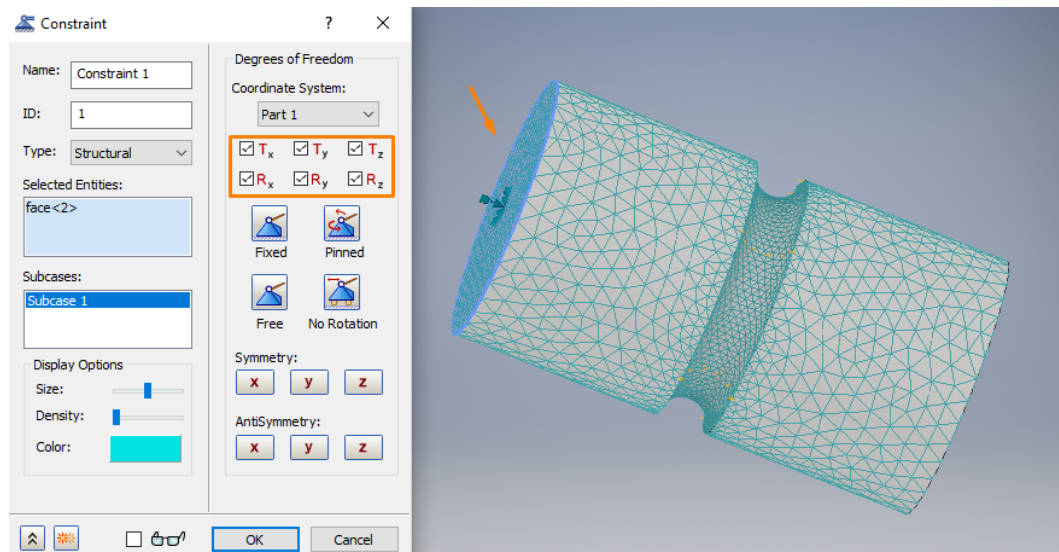 Constraint ? ×
Name: Constraint 1
ID: 1
Type: Structural
Selected Entities:
face<2>
Subcases:
Subcase 1
Display Options
Size:
Density:
Color:
Degrees of Freedom
Coordinate System:
Part 1
Tx Ty Tz
Rx Ry Rz
Fixed Pinned
Free No Rotation
Symmetry:
x y z
AntiSymmetry:
x y z
OK Cancel